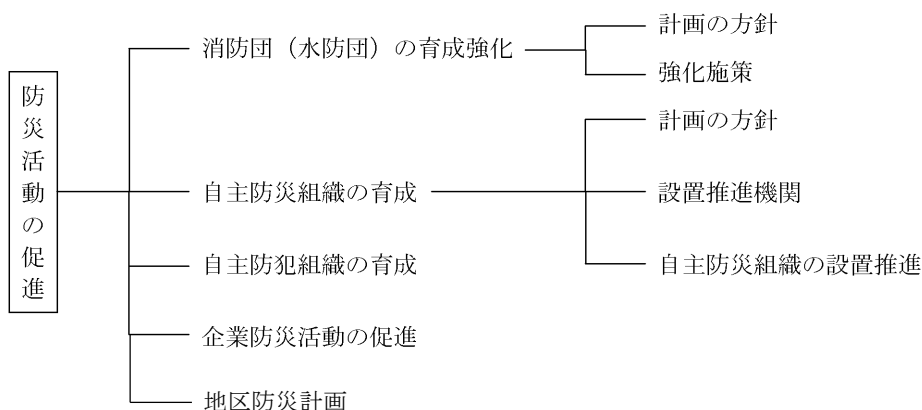 防災活動の促進
消防団（水防団）の育成強化
計画の方針
強化施策
自主防災組織の育成
計画の方針
設置推進機関
自主防災組織の設置推進
自主防犯組織の育成
企業防災活動の促進
地区防災計画